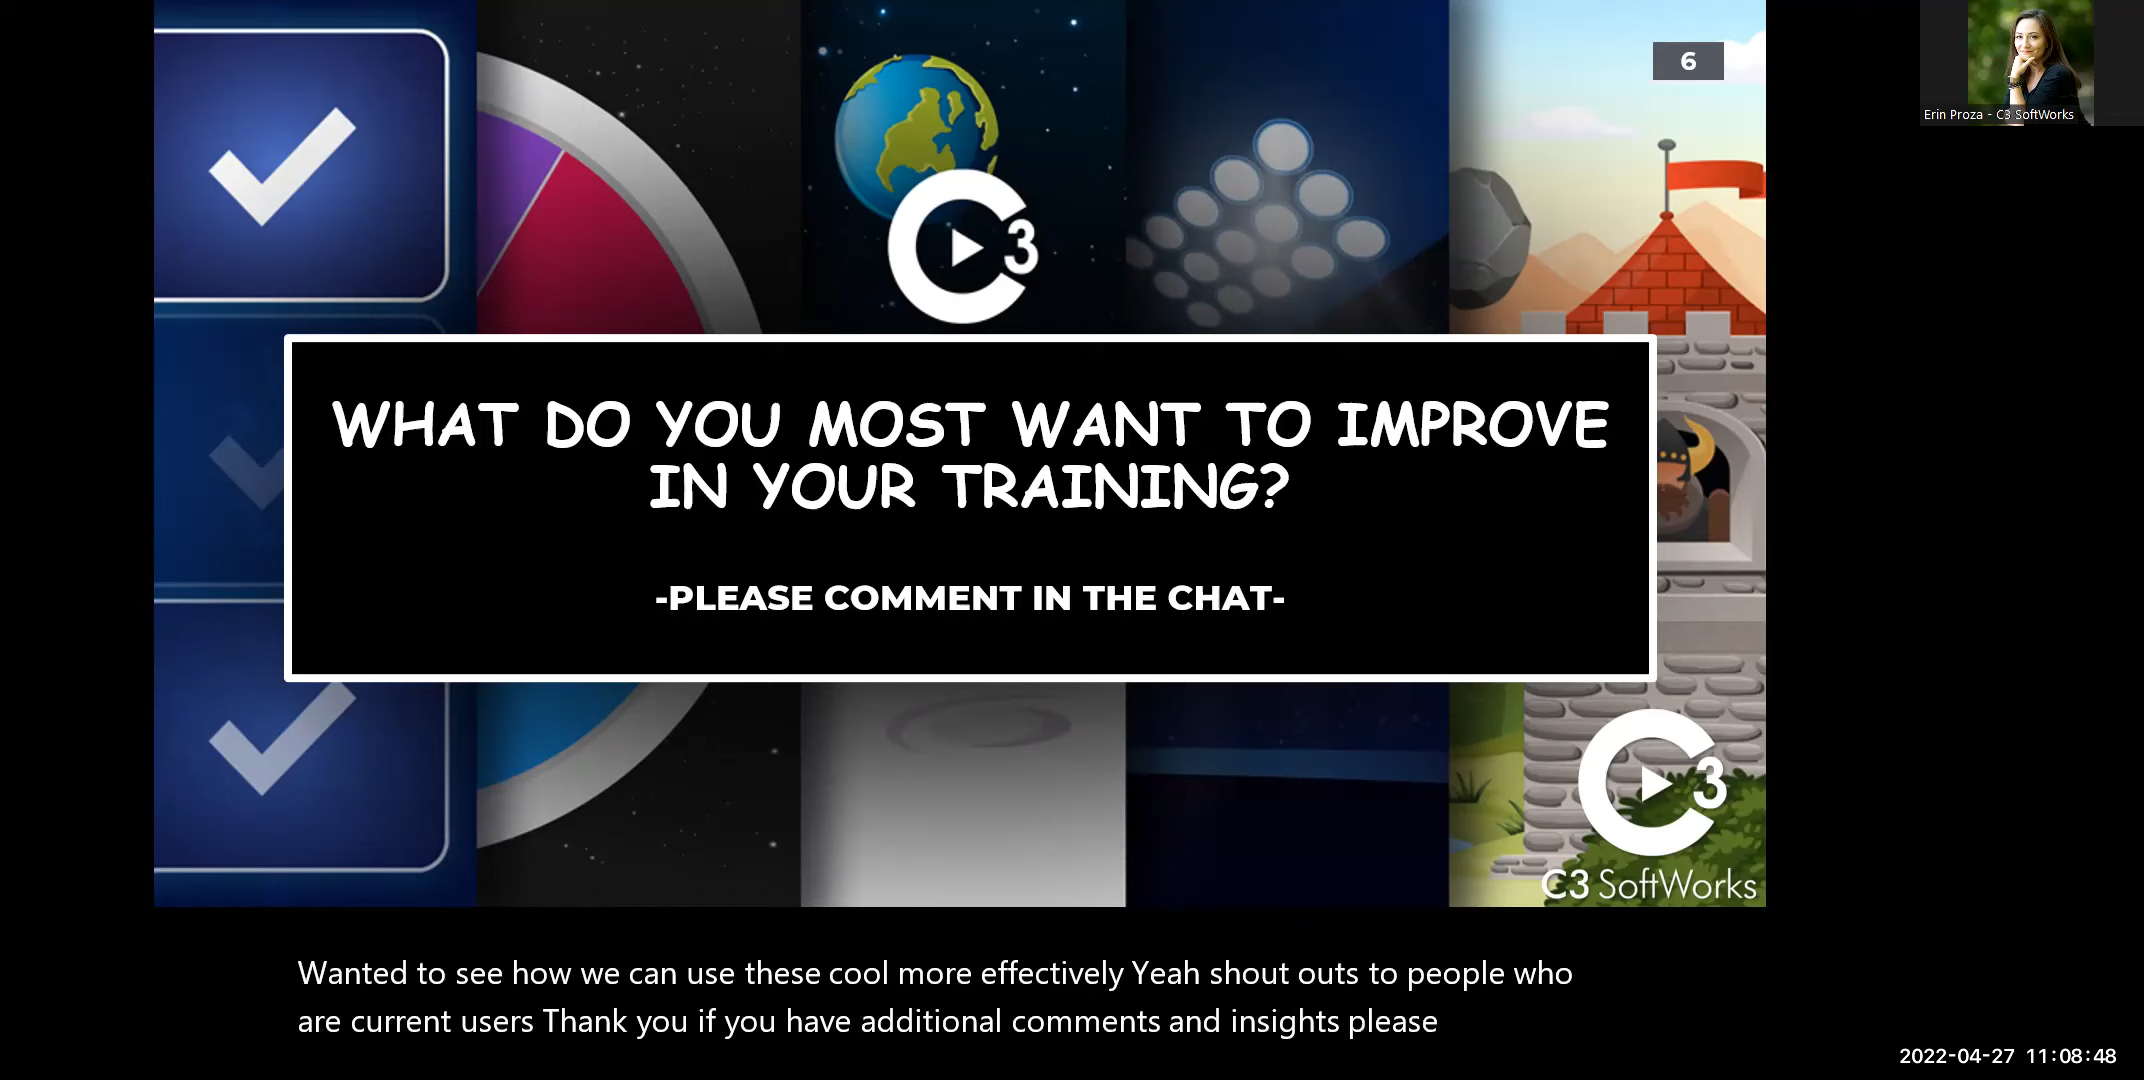 6
Erin Proza - C3 SoftWorks
C3
WHAT DO YOU MOST WANT TO IMPROVE
IN YOUR TRAINING?
-PLEASE COMMENT IN THE CHAT-
C3
C3 SoftWorks
Wanted to see how we can use these cool more effectively Yeah shout outs to people who
are current users Thank you if you have additional comments and insights please
2022-04-27 11:08:48